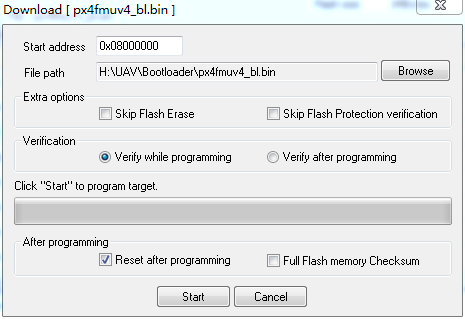 Download [ px4fmuv4_bl.bin ]
Start address 0x08000000
File path H:\UAV\Bootloader\px4fmuv4_bl.bin Browse
Extra options
Skip Flash Erase Skip Flash Protection verification
Verification
Verify while programming Verify after programming
Click "Start" to program target.
After programming
Reset after programming Full Flash memory Checksum
Start Cancel